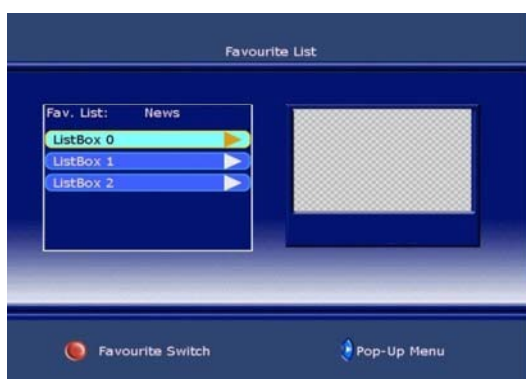 Favourite List
Fav. List: News
ListBox 0
ListBox 1
ListBox 2
Favourite Switch
Pop-Up Menu